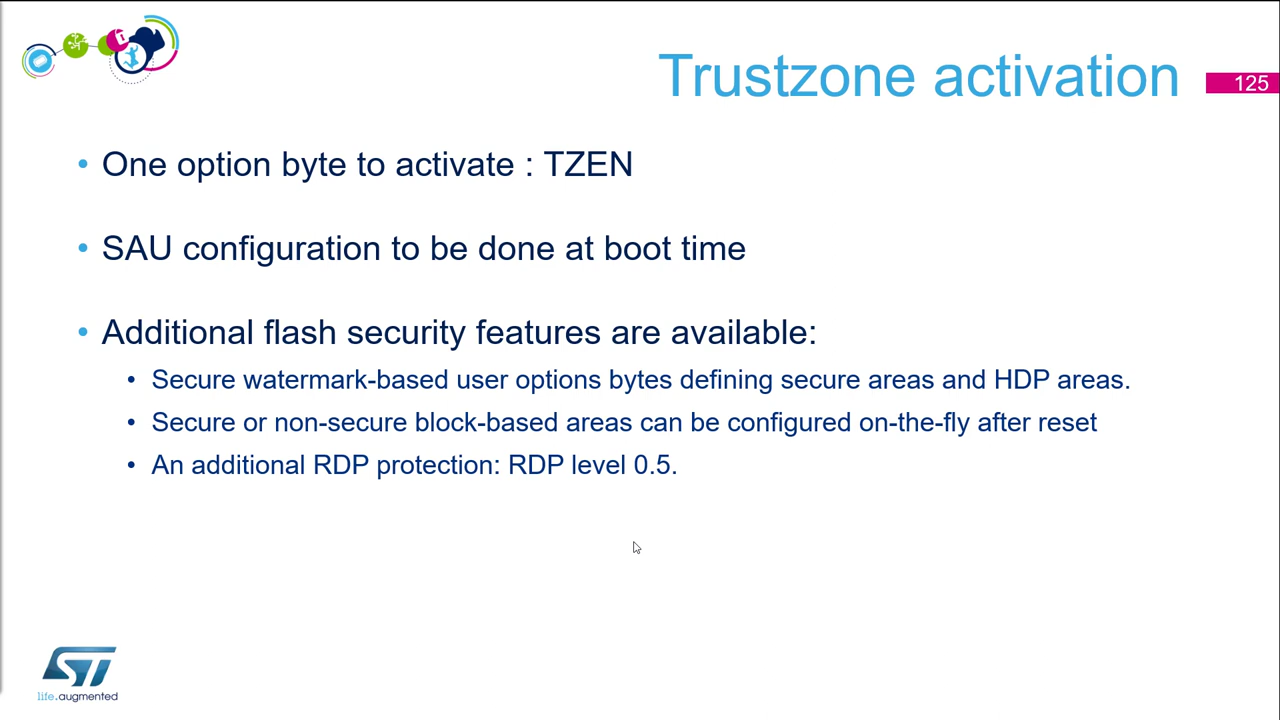 Trustzone activation
125
• One option byte to activate : TZEN
• SAU configuration to be done at boot time
• Additional flash security features are available:
• Secure watermark-based user options bytes defining secure areas and HDP areas.
• Secure or non-secure block-based areas can be configured on-the-fly after reset
• An additional RDP protection: RDP level 0.5.
ST
life.augmented